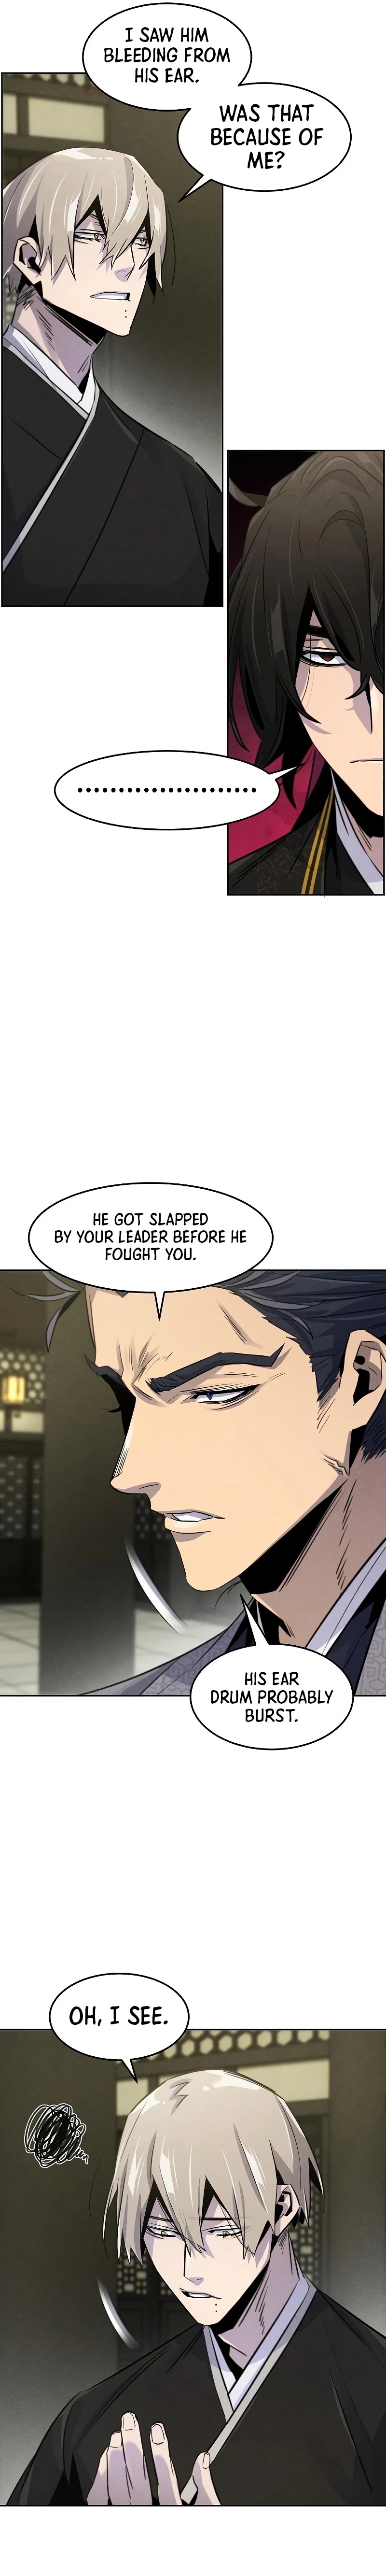 I SAW HIM
BLEEDING FROM
HIS EAR.
WAS THAT
BECAUSE OF
ME?
......................
HE GOT SLAPPED
BY YOUR LEADER BEFORE HE
FOUGHT YOU.
HIS EAR
DRUM PROBABLY
BURST.
OH, I SEE.